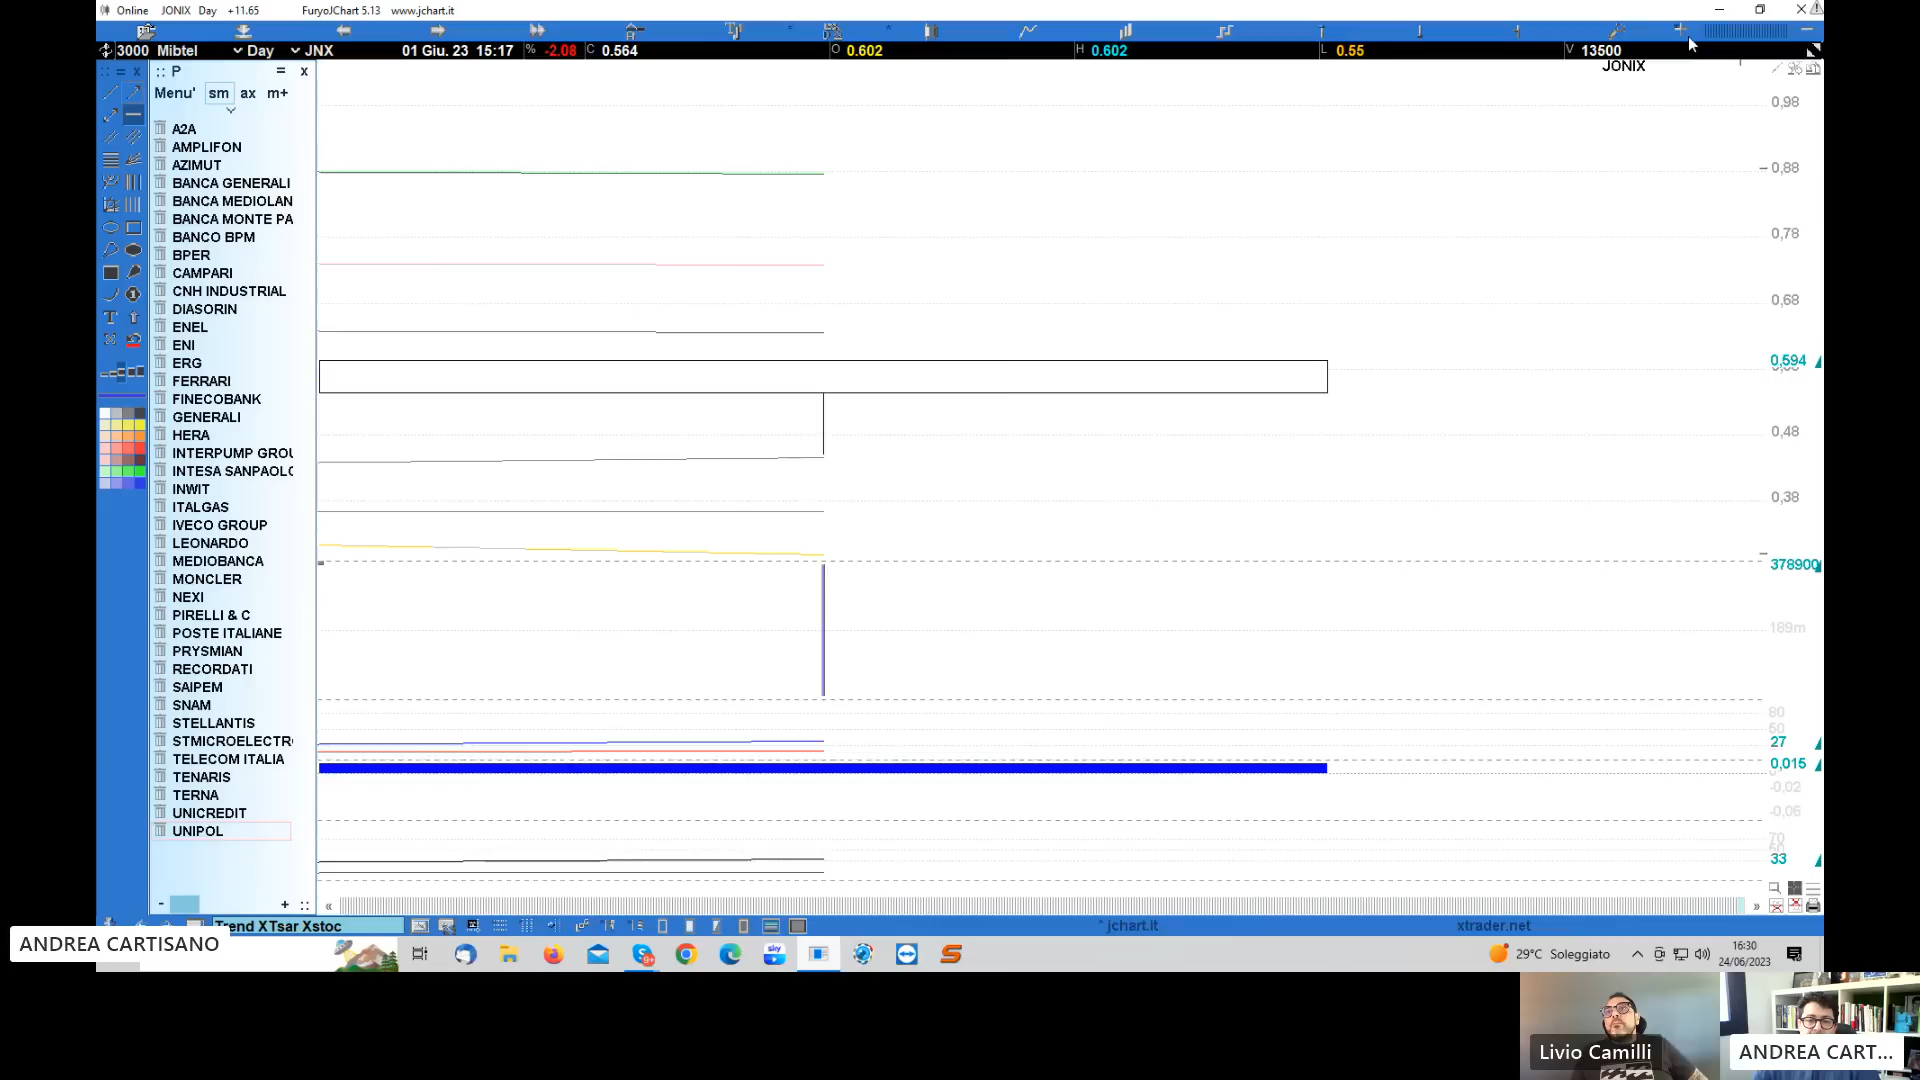 Online JONIX Day +11.65 FuryoJChart 5.13 www.jchart.it
3000 Mibtel Day JNX 01 Giu. 23 15:17 % -2.08 C 0.564 O 0.602 H 0.602 L 0.55 V 13500
:: P = x
JONIX
Menu' sm ax m+
A2A
AMPLIFON
AZIMUT
BANCA GENERALI
BANCA MEDIOLAN
BANCA MONTE PA
BANCO BPM
BPER
CAMPARI
CNH INDUSTRIAL
DIASORIN
ENEL
ENI
ERG
FERRARI
FINECOBANK
GENERALI
HERA
INTERPUMP GROU
INTESA SANPAOLO
INWIT
ITALGAS
IVECO GROUP
LEONARDO
MEDIOBANCA
MONCLER
NEXI
PIRELLI & C
POSTE ITALIANE
PRYSMIAN
RECORDATI
SAIPEM
SNAM
STELLANTIS
STMICROELECTR
TELECOM ITALIA
TENARIS
TERNA
UNICREDIT
UNIPOL
0,98
0,88
0,78
0,68
0,594
0,48
0,38
378900
189m
80
50
27
0,015
-0,02
-0,06
70
33
Trend XTsar Xstoc
* jchart.it
xtrader.net
ANDREA CARTISANO
sky
9+
29°C Soleggiato
16:30
24/06/2023
Livio Camilli
ANDREA CART...